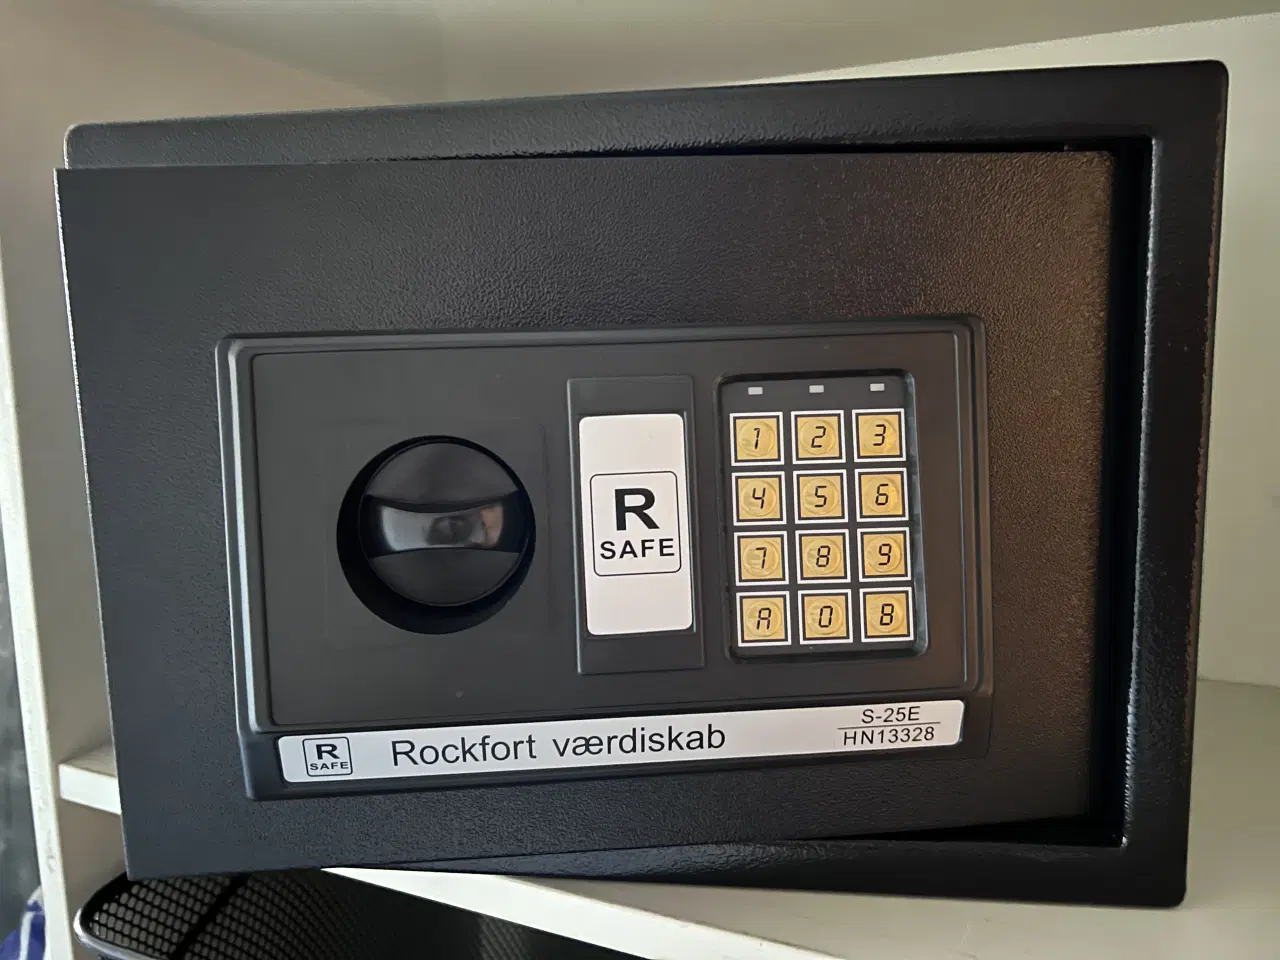 1 2 3
4 5 6
7 8 9
A 0 B
R
SAFE
R
SAFE
Rockfort værdiskab
S-25E
HN13328